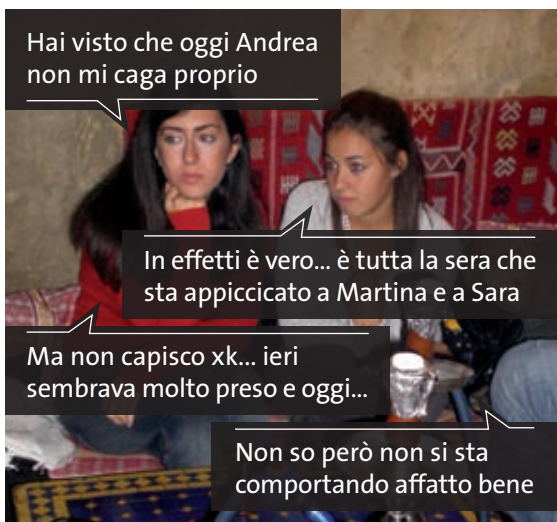 Hai visto che oggi Andrea
non mi caga proprio
In effetti è vero... è tutta la sera che
sta appiccicato a Martina e a Sara
Ma non capisco xk... ieri
sembrava molto preso e oggi...
Non so però non si sta
comportando affatto bene